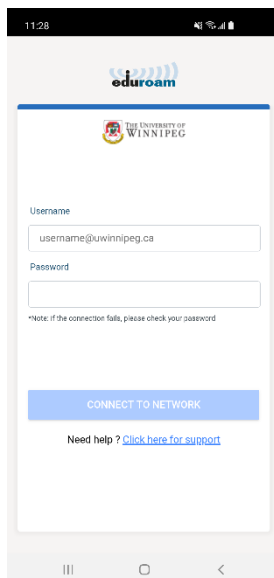 11:28
eduroam
THE UNIVERSITY OF
WINNIPEG
Username
username@uwinnipeg.ca
Password
*Note: If the connection fails, please check your password
CONNECT TO NETWORK
Need help ? Click here for support